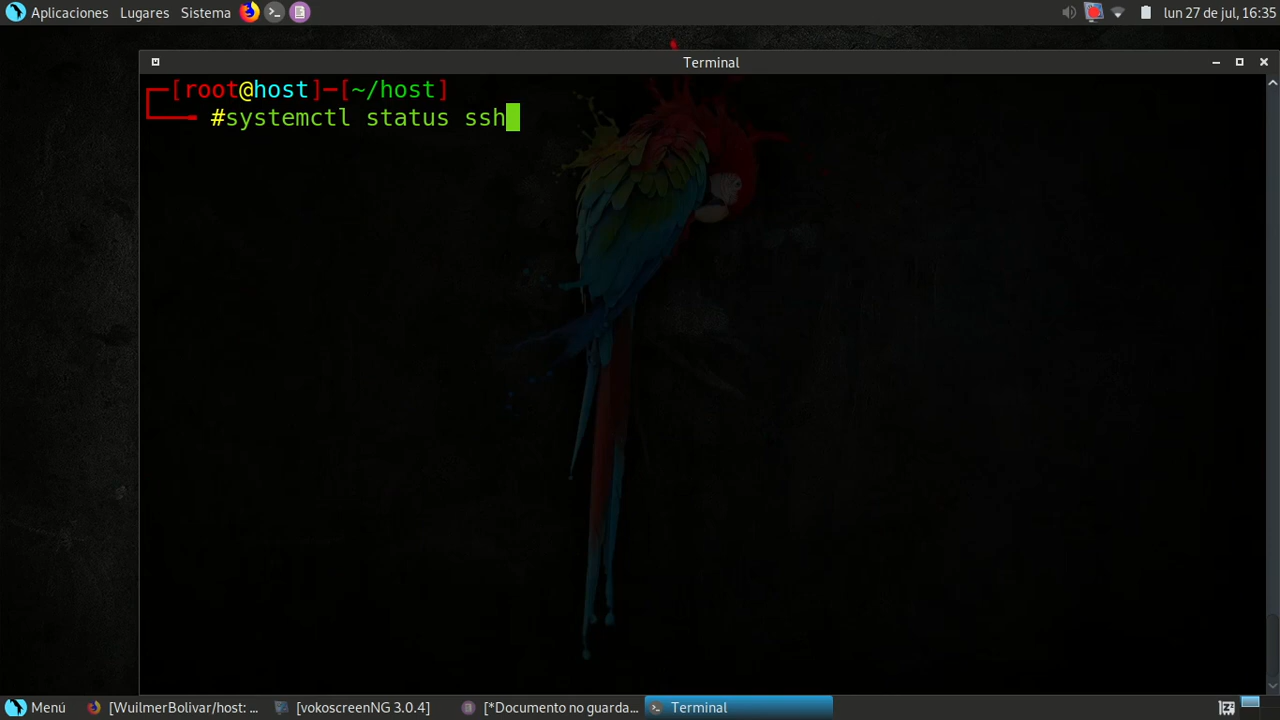 Aplicaciones Lugares Sistema lun 27 de jul, 16:35
Terminal
[root@host]─[~/host]
#systemctl status ssh
Menú [WuilmerBolivar/host: ... [vokoscreenNG 3.0.4] [*Documento no guarda... Terminal